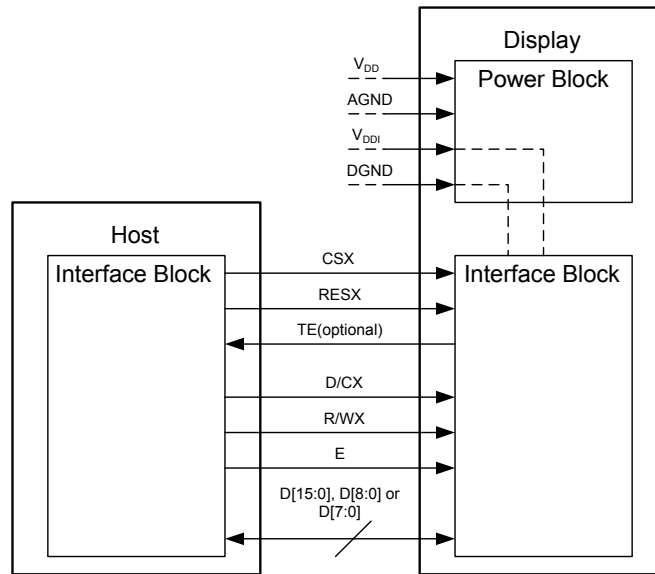 Display
Power Block
VDD
AGND
VDDI
DGND
Host
Interface Block
Interface Block
CSX
RESX
TE(optional)
D/CX
R/WX
E
D[15:0], D[8:0] or
D[7:0]